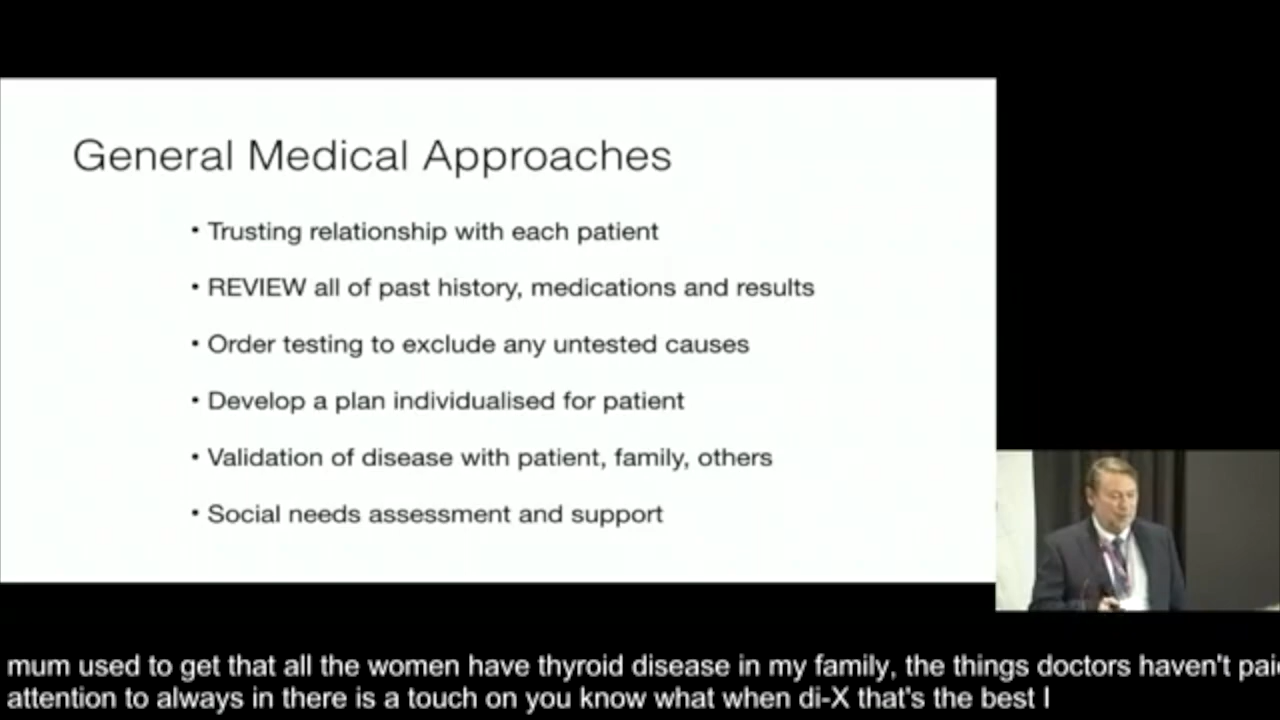 General Medical Approaches
• Trusting relationship with each patient
• REVIEW all of past history, medications and results
• Order testing to exclude any untested causes
• Develop a plan individualised for patient
• Validation of disease with patient, family, others
• Social needs assessment and support
mum used to get that all the women have thyroid disease in my family, the things doctors haven't paid
attention to always in there is a touch on you know what when di-X that's the best I